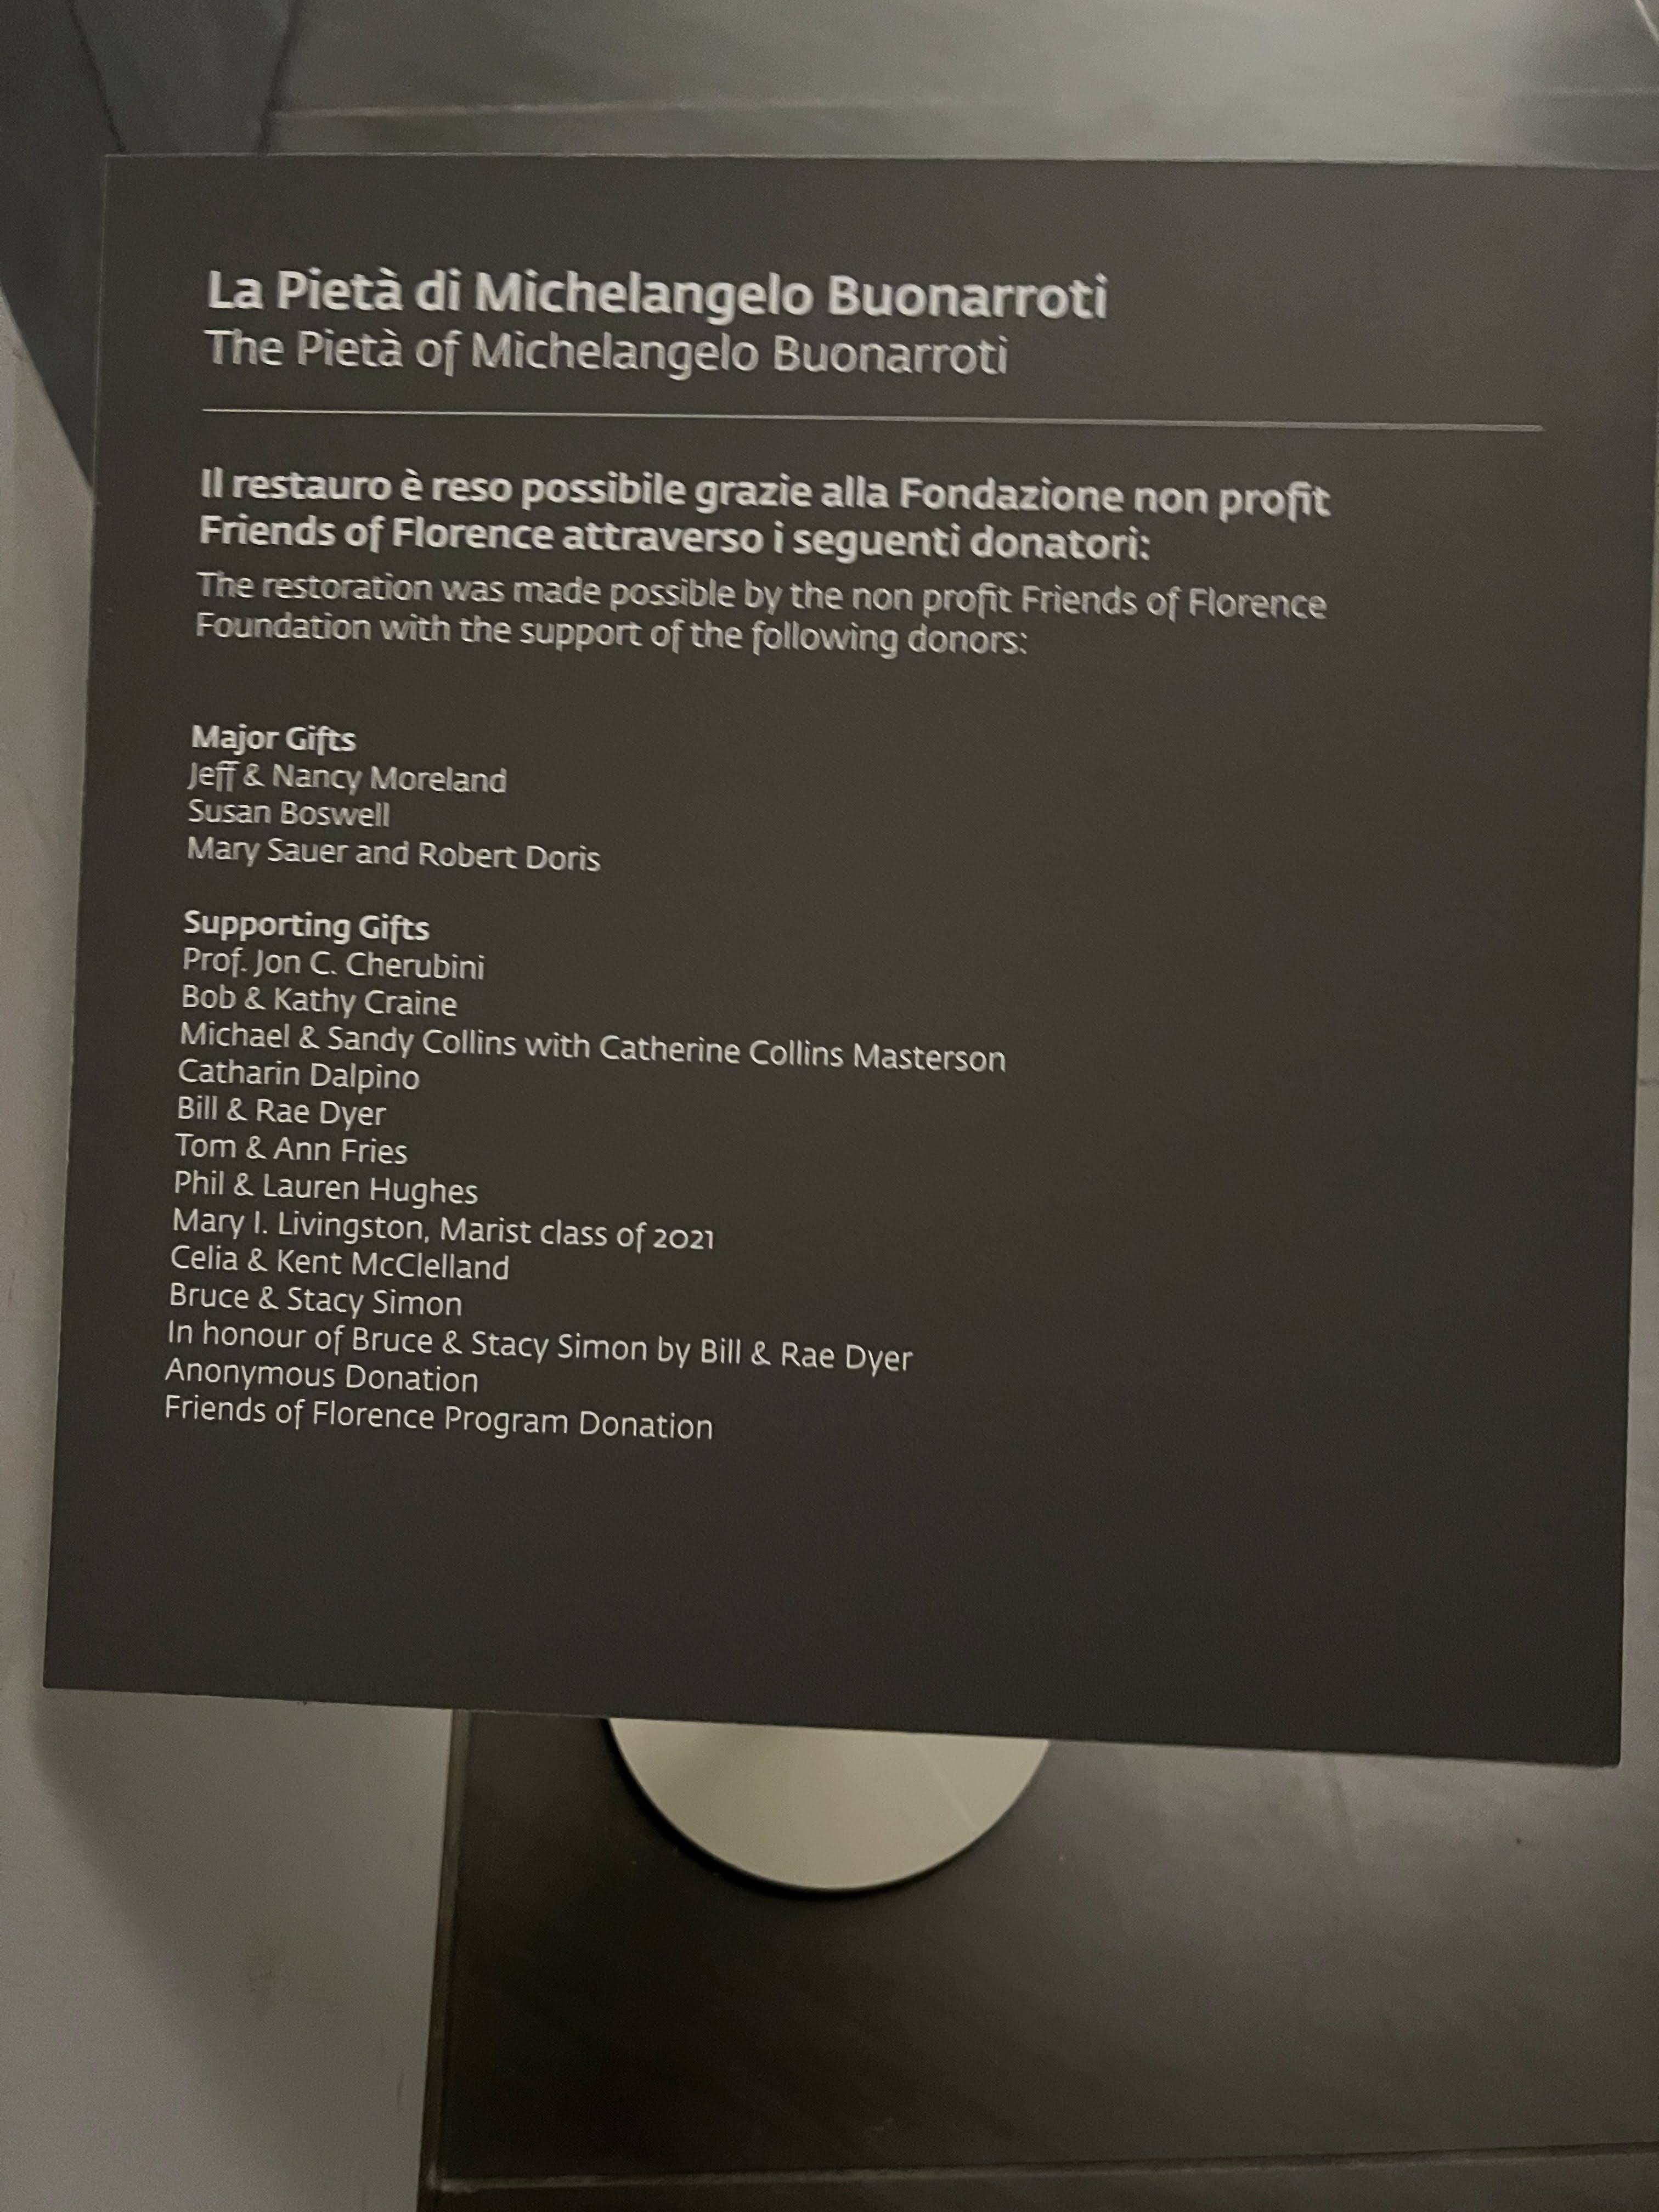 La Pietà di Michelangelo Buonarroti
The Pietà of Michelangelo Buonarroti
Il restauro è reso possibile grazie alla Fondazione non profit
Friends of Florence attraverso i seguenti donatori:
The restoration was made possible by the non profit Friends of Florence
Foundation with the support of the following donors:
Major Gifts
Jeff & Nancy Moreland
Susan Boswell
Mary Sauer and Robert Doris
Supporting Gifts
Prof. Jon C. Cherubini
Bob & Kathy Craine
Michael & Sandy Collins with Catherine Collins Masterson
Catharin Dalpino
Bill & Rae Dyer
Tom & Ann Fries
Phil & Lauren Hughes
Mary I. Livingston, Marist class of 2021
Celia & Kent McClelland
Bruce & Stacy Simon
In honour of Bruce & Stacy Simon by Bill & Rae Dyer
Anonymous Donation
Friends of Florence Program Donation